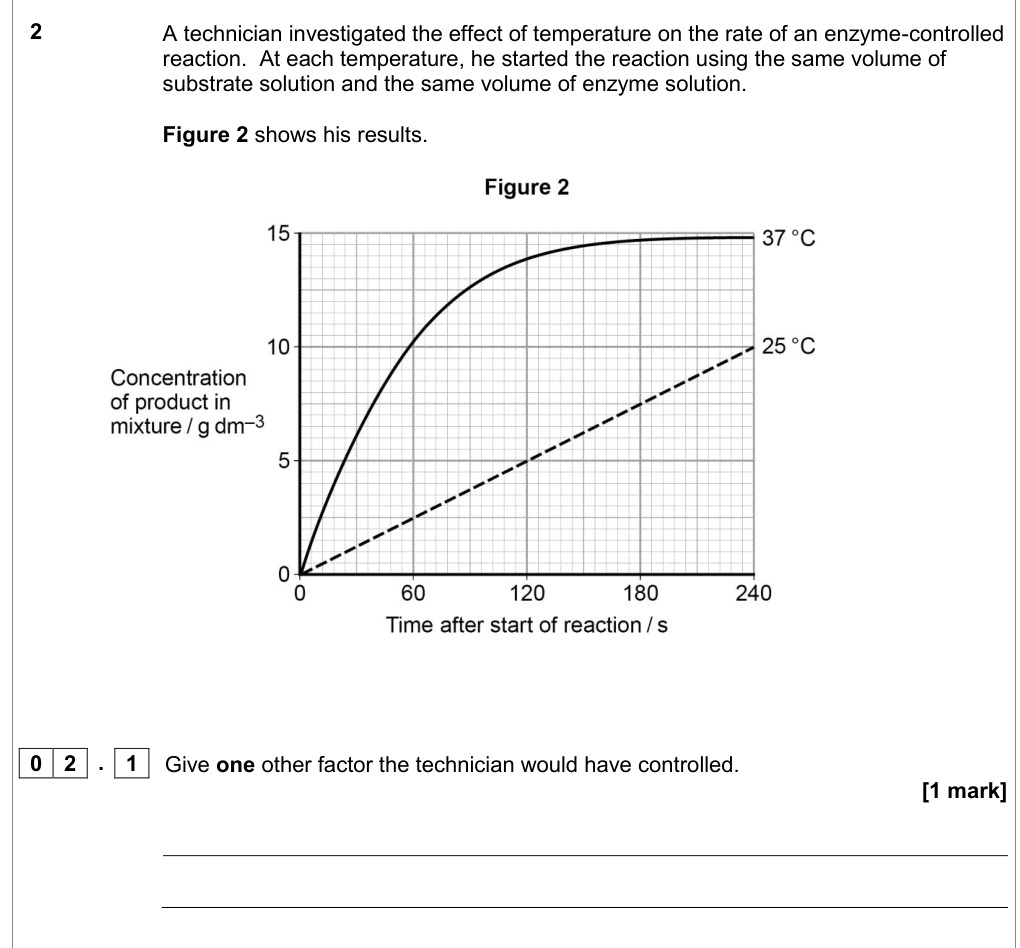 2
A technician investigated the effect of temperature on the rate of an enzyme-controlled
reaction. At each temperature, he started the reaction using the same volume of
substrate solution and the same volume of enzyme solution.
Figure 2 shows his results.
Figure 2
15
37 °C
10
25 °C
Concentration
of product in
mixture / g dm–3
5
0
0 60 120 180 240
Time after start of reaction / s
0 2 . 1 Give one other factor the technician would have controlled.
[1 mark]